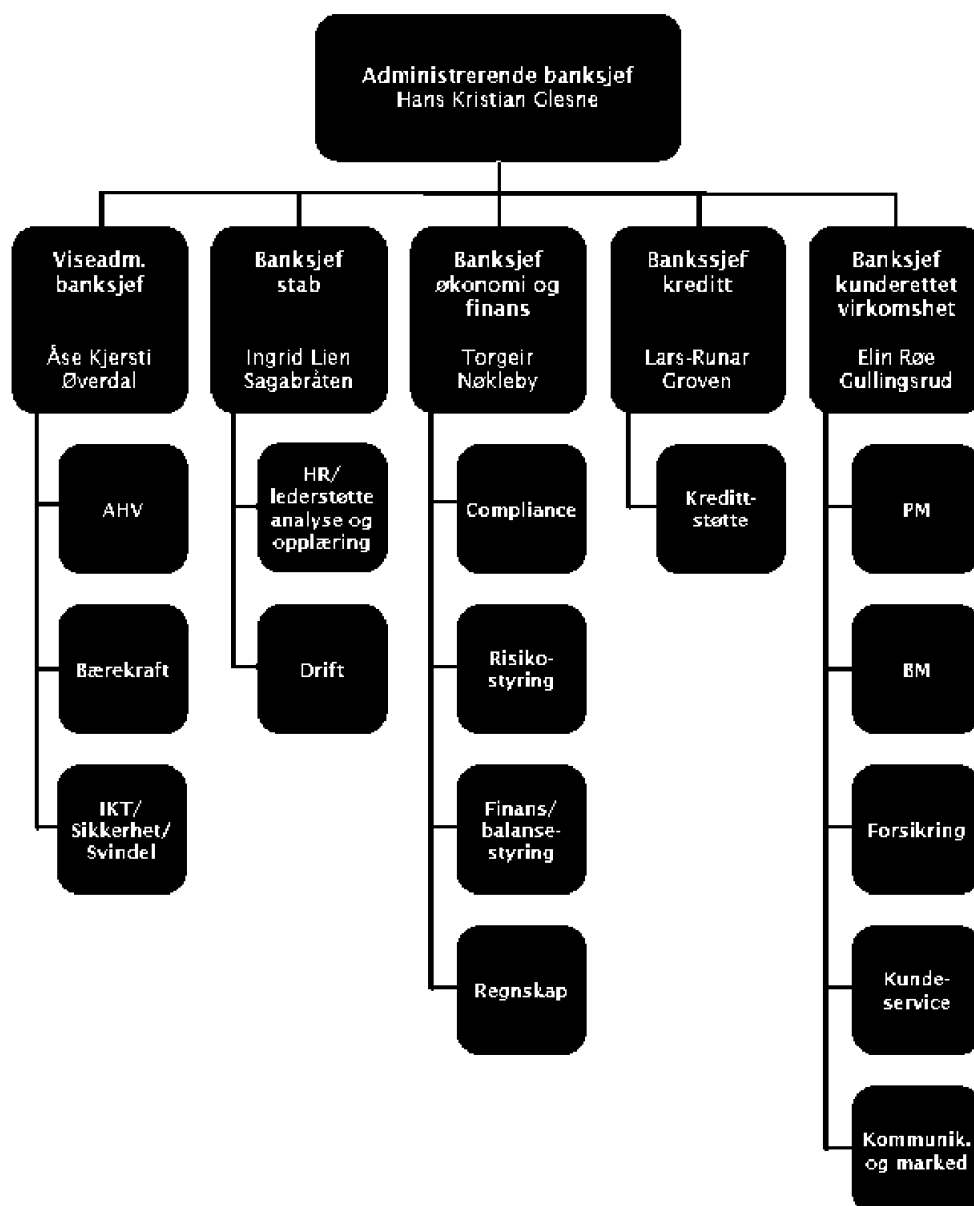 Administrerende banksjef
Hans Kristian Glesne
Viseadm.
banksjef
Åse Kjersti
Øverdal
Banksjef
stab
Ingrid Lien
Sagabråten
Banksjef
økonomi og
finans
Torgeir
Nøkleby
Bankssjef
kreditt
Lars-Runar
Groven
Banksjef
kunderettet
virkomshet
Elin Røe
Gullingsrud
AHV
Bærekraft
IKT/
Sikkerhet/
Svindel
HR/
lederstøtte
analyse og
opplæring
Drift
Compliance
Risiko-
styring
Finans/
balanse-
styring
Regnskap
Kreditt-
støtte
PM
BM
Forsikring
Kunde-
service
Kommunik.
og marked